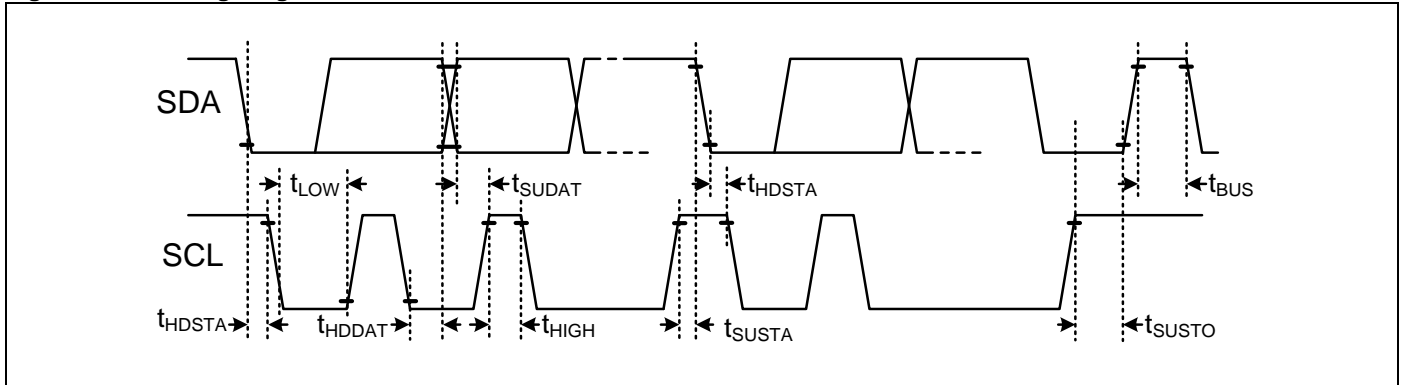 SDA
tLOW
tSUDAT
tHDSTA
tBUS
SCL
tHDSTA
tHDDAT
tHIGH
tSUSTA
tSUSTO